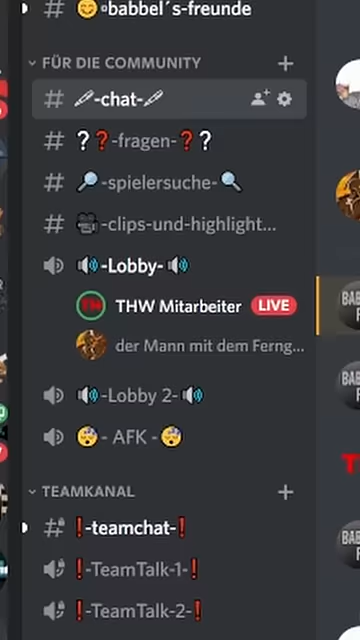 😊 babbel´s-freunde
FÜR DIE COMMUNITY
# 🖊-chat-🖊
# ❔❓-fragen-❓❔
# 🔎-spielersuche-🔍
# 🎥-clips-und-highlight...
🔊-Lobby-🔊
THW Mitarbeiter LIVE
der Mann mit dem Ferng...
🔊-Lobby 2-🔊
😴- AFK -😴
TEAMKANAL
# ❗-teamchat-❗
❗-TeamTalk-1-❗
❗-TeamTalk-2-❗